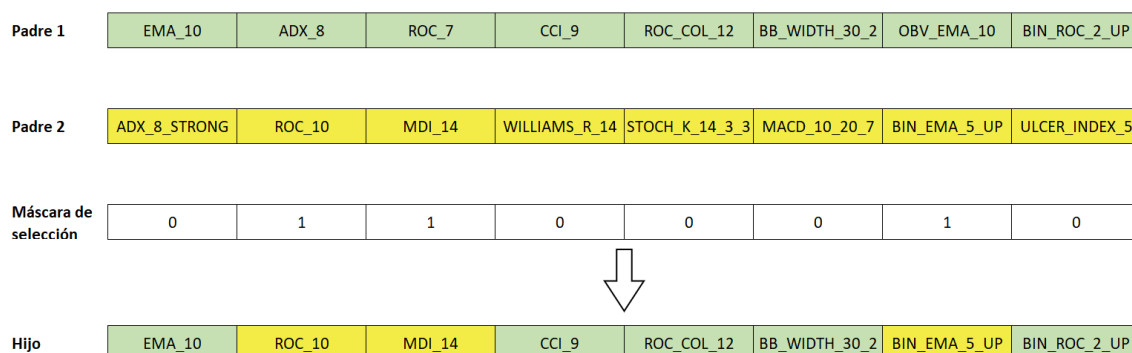 Padre 1 EMA_10 ADX_8 ROC_7 CCI_9 ROC_COL_12 BB_WIDTH_30_2 OBV_EMA_10 BIN_ROC_2_UP
Padre 2 ADX_8_STRONG ROC_10 MDI_14 WILLIAMS_R_14 STOCH_K_14_3_3 MACD_10_20_7 BIN_EMA_5_UP ULCER_INDEX_5
Máscara de
selección 0 1 1 0 0 0 1 0
Hijo EMA_10 ROC_10 MDI_14 CCI_9 ROC_COL_12 BB_WIDTH_30_2 BIN_EMA_5_UP BIN_ROC_2_UP